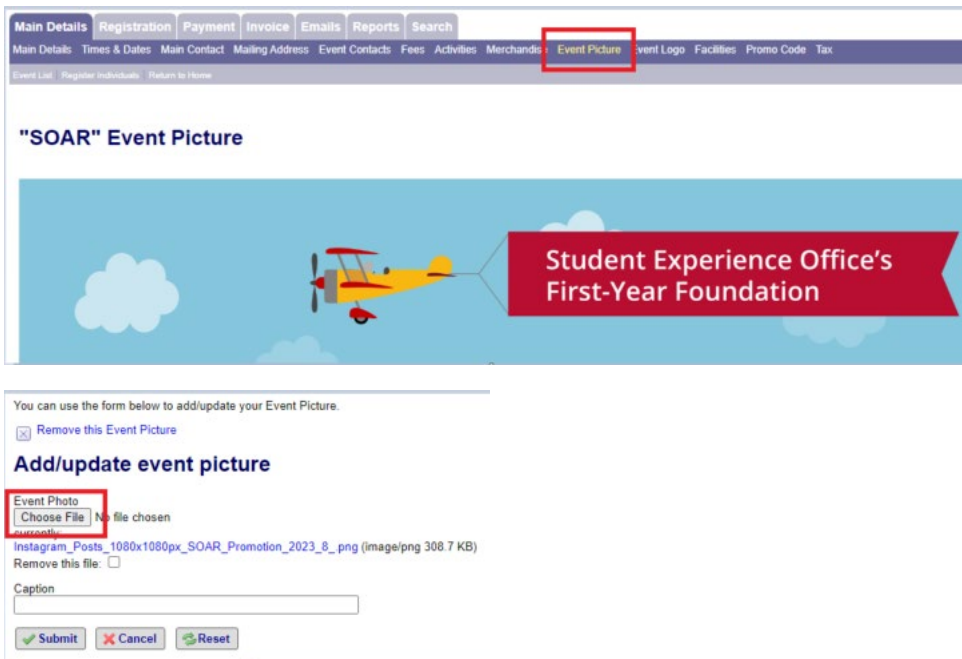 Main Details Registration Payment Invoice Emails Reports Search
Main Details Times & Dates Main Contact Mailing Address Event Contacts Fees Activities Merchandise Event Picture Event Logo Facilities Promo Code Tax
Event List Register Individuals Return to Home
"SOAR" Event Picture
Student Experience Office's
First-Year Foundation
You can use the form below to add/update your Event Picture.
Remove this Event Picture
Add/update event picture
Event Photo
Choose File No file chosen
currently:
Instagram_Posts_1080x1080px_SOAR_Promotion_2023_8_.png (image/png 308.7 KB)
Remove this file:
Caption
Submit Cancel Reset